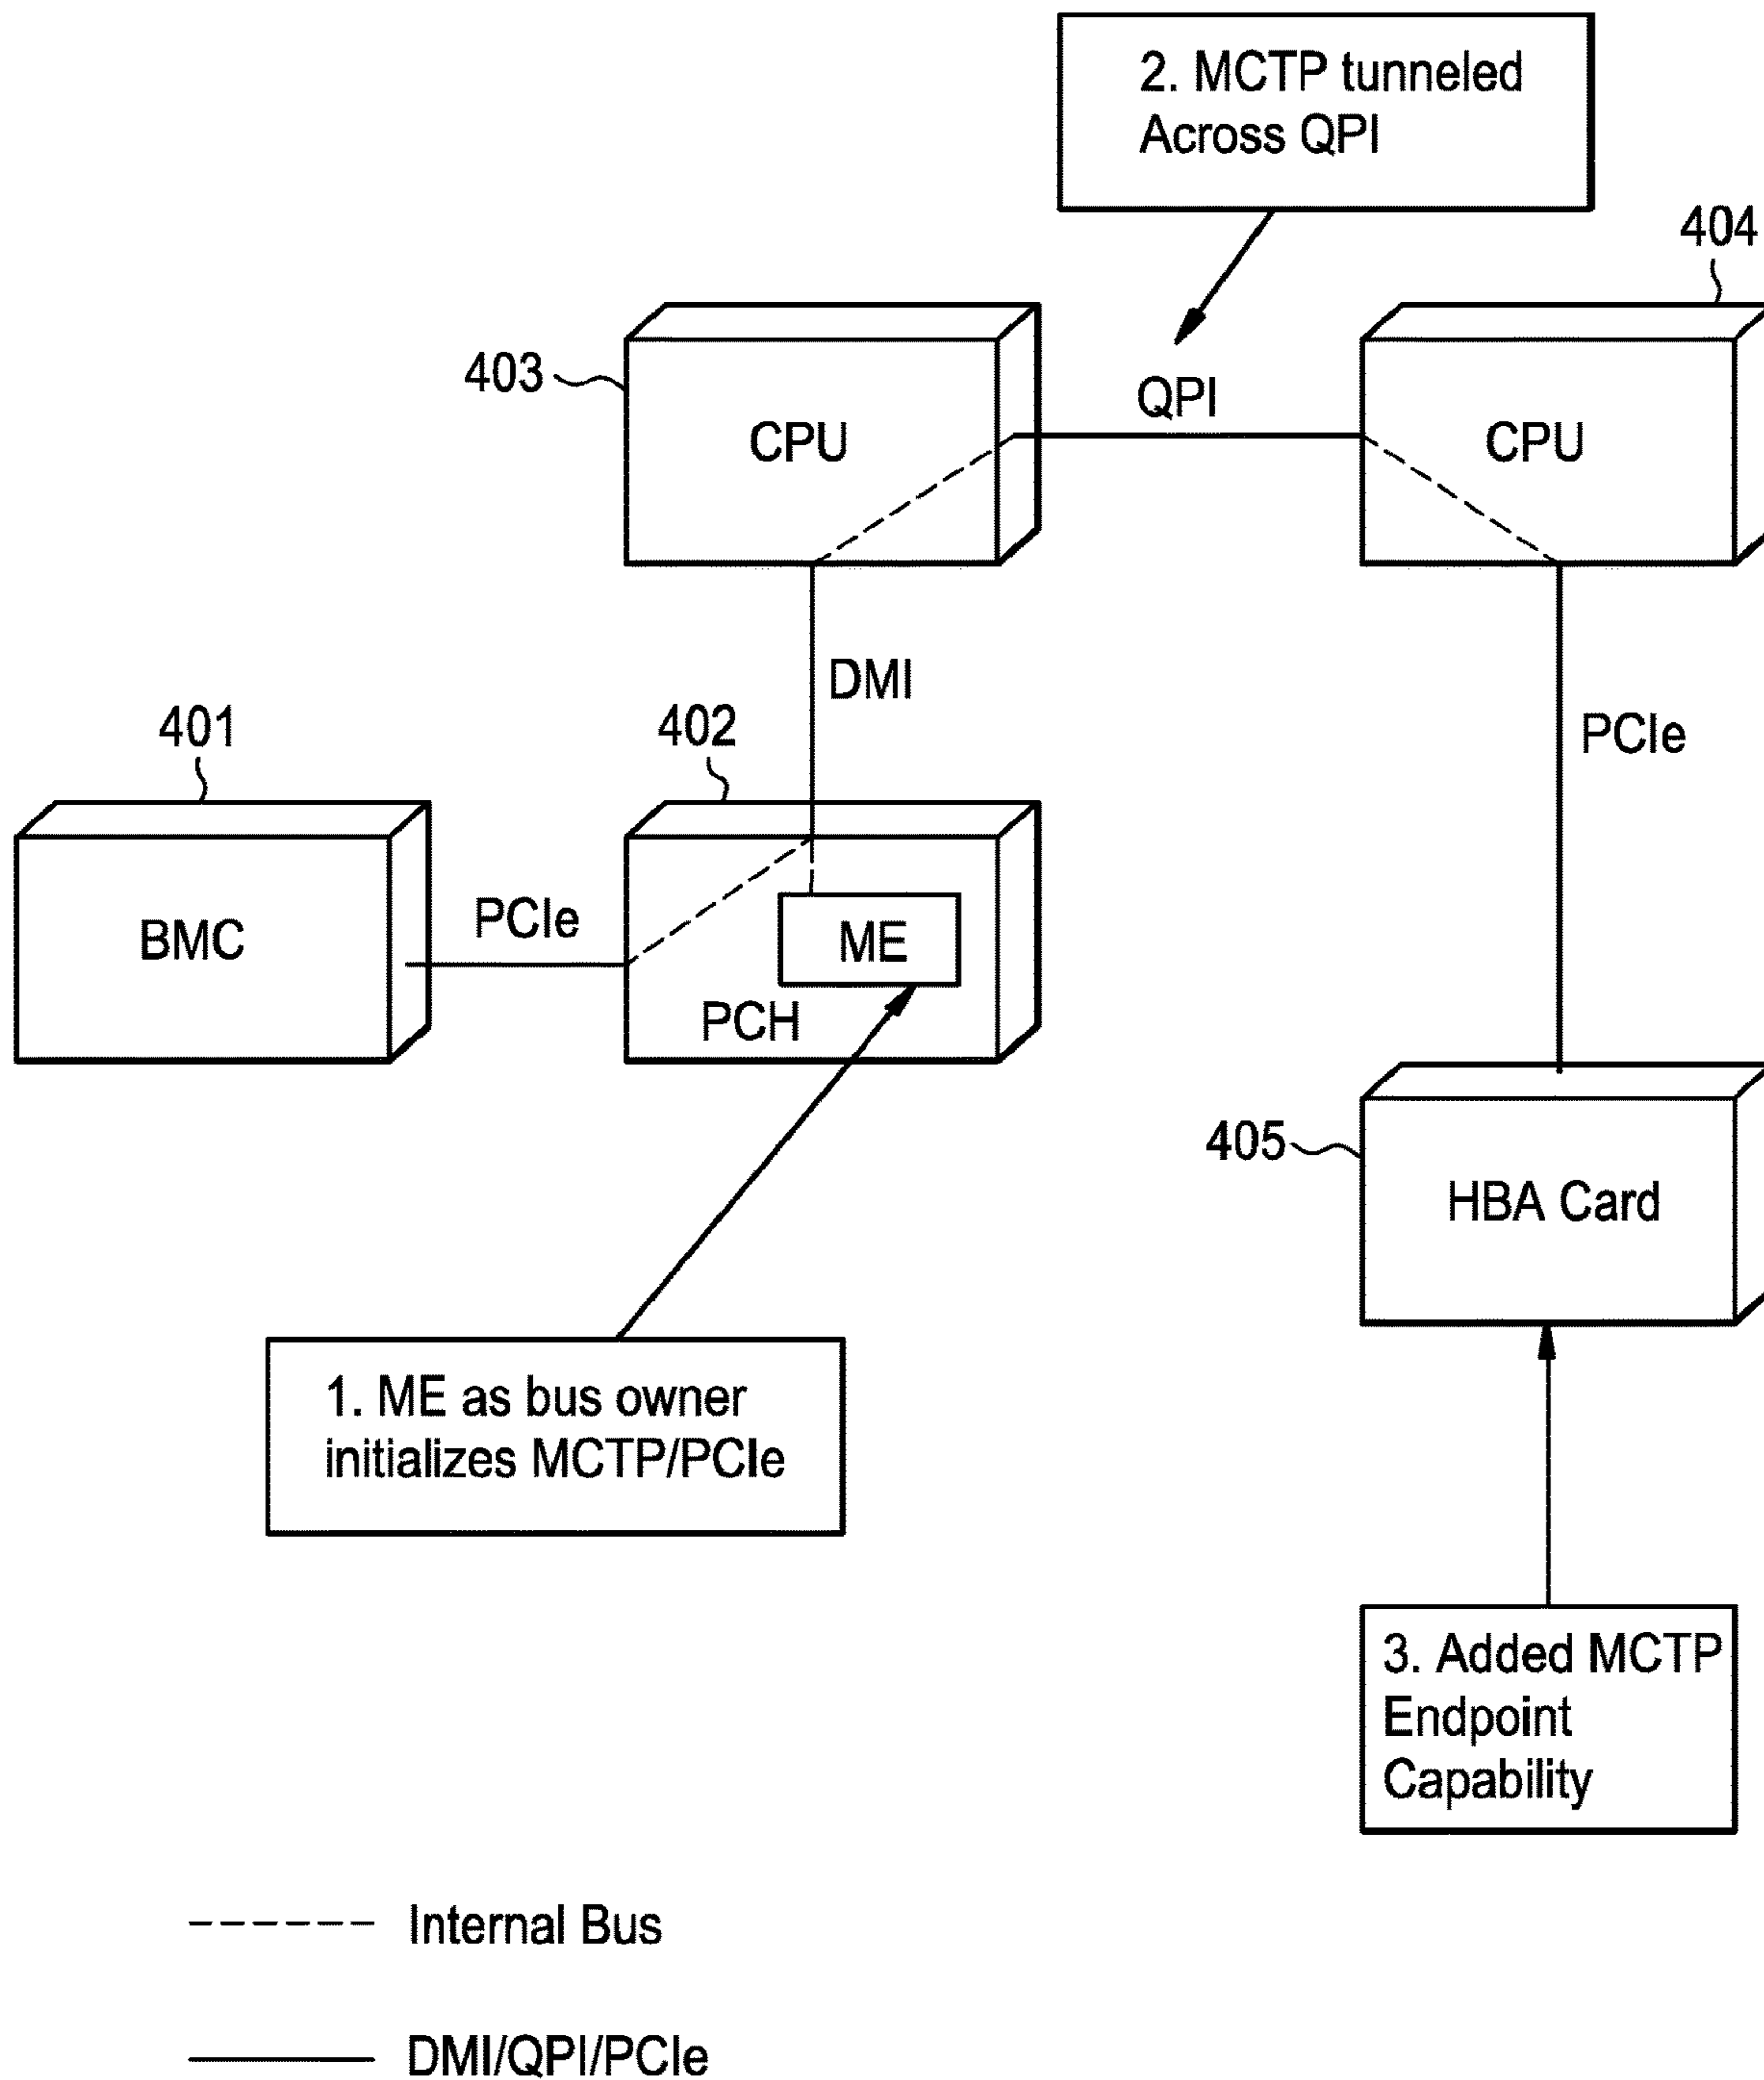 2. MCTP tunneled
Across QPI
404
403
QPI
CPU
CPU
DMI
401
402
PCIe
PCIe
BMC
ME
PCH
405
HBA Card
1. ME as bus owner
initializes MCTP/PCIe
3. Added MCTP
Endpoint
Capability
Internal Bus
DMI/QPI/PCIe